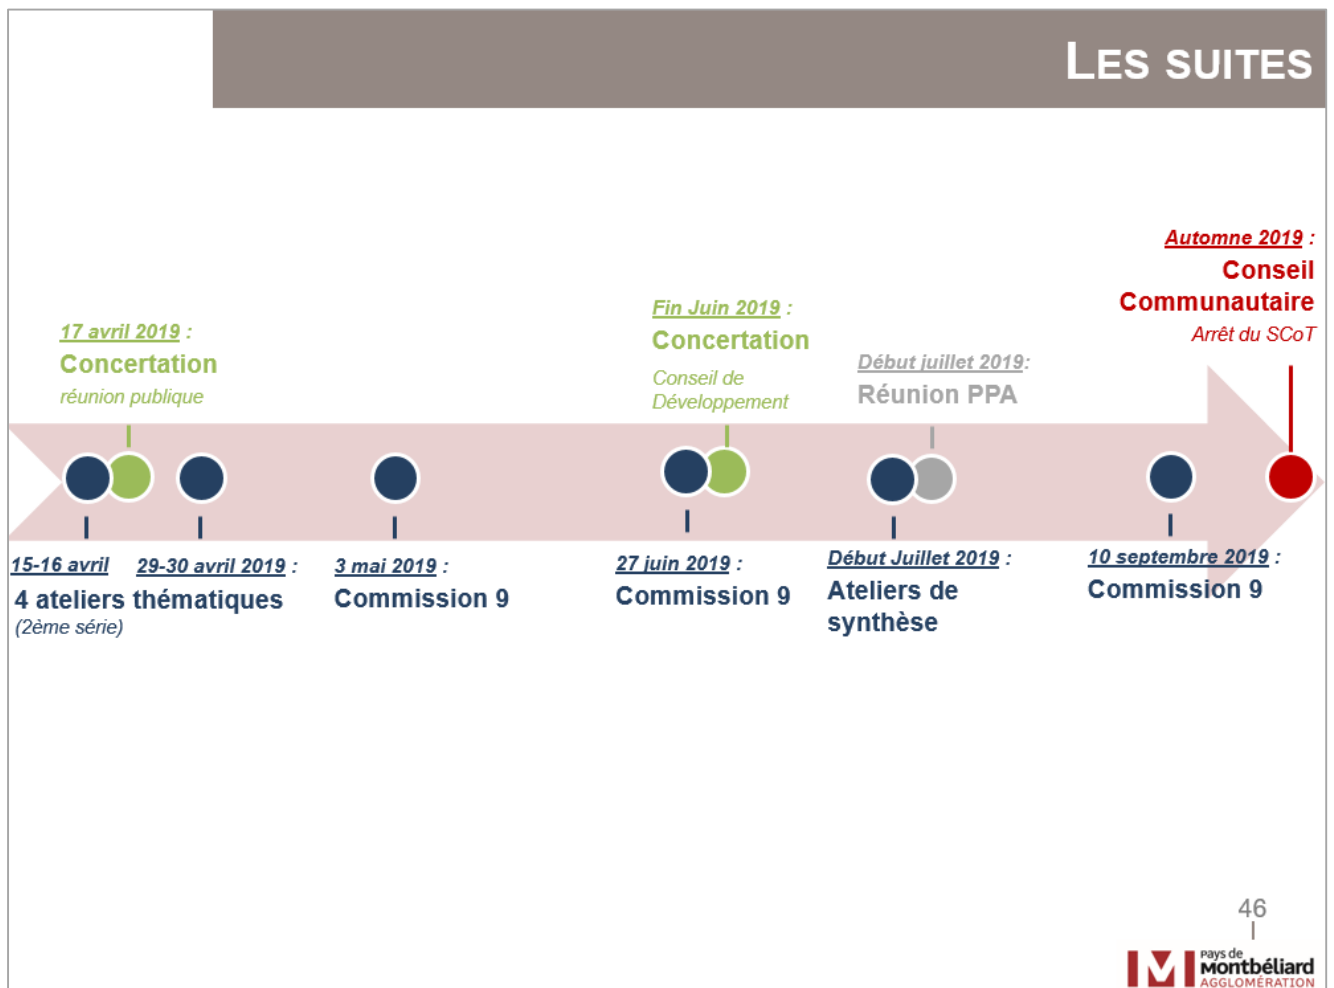 LES SUITES
Automne 2019 :
Conseil
Communautaire
Arrêt du SCoT
Fin Juin 2019 :
Concertation
Conseil de
Développement
17 avril 2019 :
Concertation
réunion publique
Début juillet 2019:
Réunion PPA
15-16 avril 29-30 avril 2019 :
4 ateliers thématiques
(2ème série)
3 mai 2019 :
Commission 9
27 juin 2019 :
Commission 9
Début Juillet 2019 :
Ateliers de
synthèse
10 septembre 2019 :
Commission 9
46
Pays de
Montbéliard
AGGLOMÉRATION